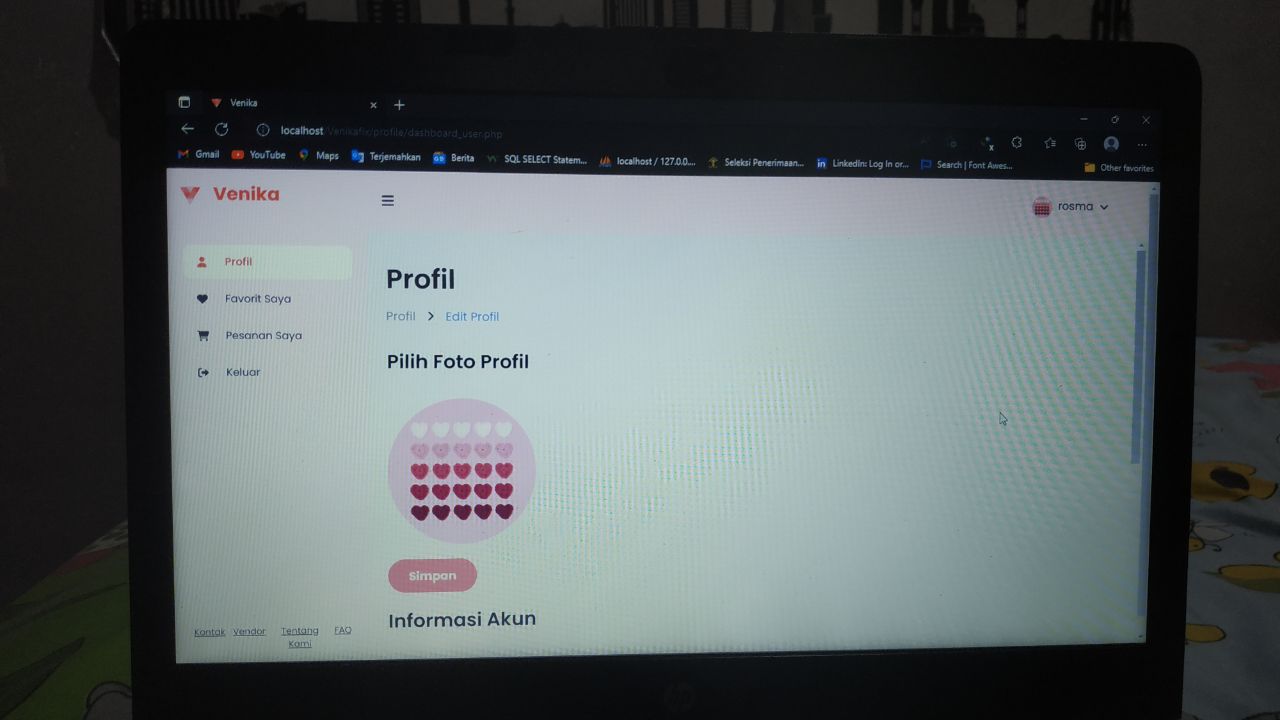 Venika
localhost/Venikafix/profile/dashboard_user.php
Gmail YouTube Maps Terjemahkan Berita SQL SELECT Statem... localhost / 127.0.0.... Seleksi Penerimaan... LinkedIn: Log In or... Search | Font Awes... Other favorites
Venika
rosma
Profil
Favorit Saya
Pesanan Saya
Keluar
Kontak Vendor Tentang Kami FAQ
Profil
Profil > Edit Profil
Pilih Foto Profil
Simpan
Informasi Akun
hp